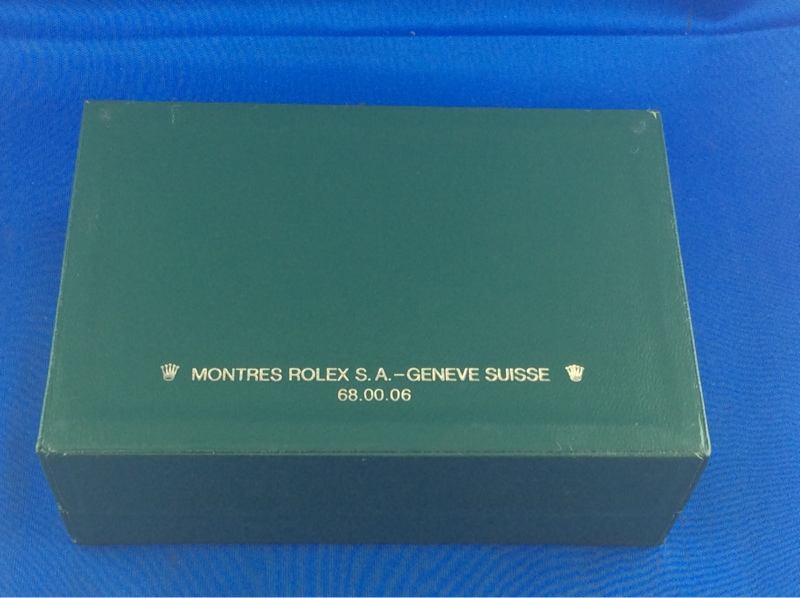 MONTRES ROLEX S.A.-GENEVE SUISSE
68.00.06